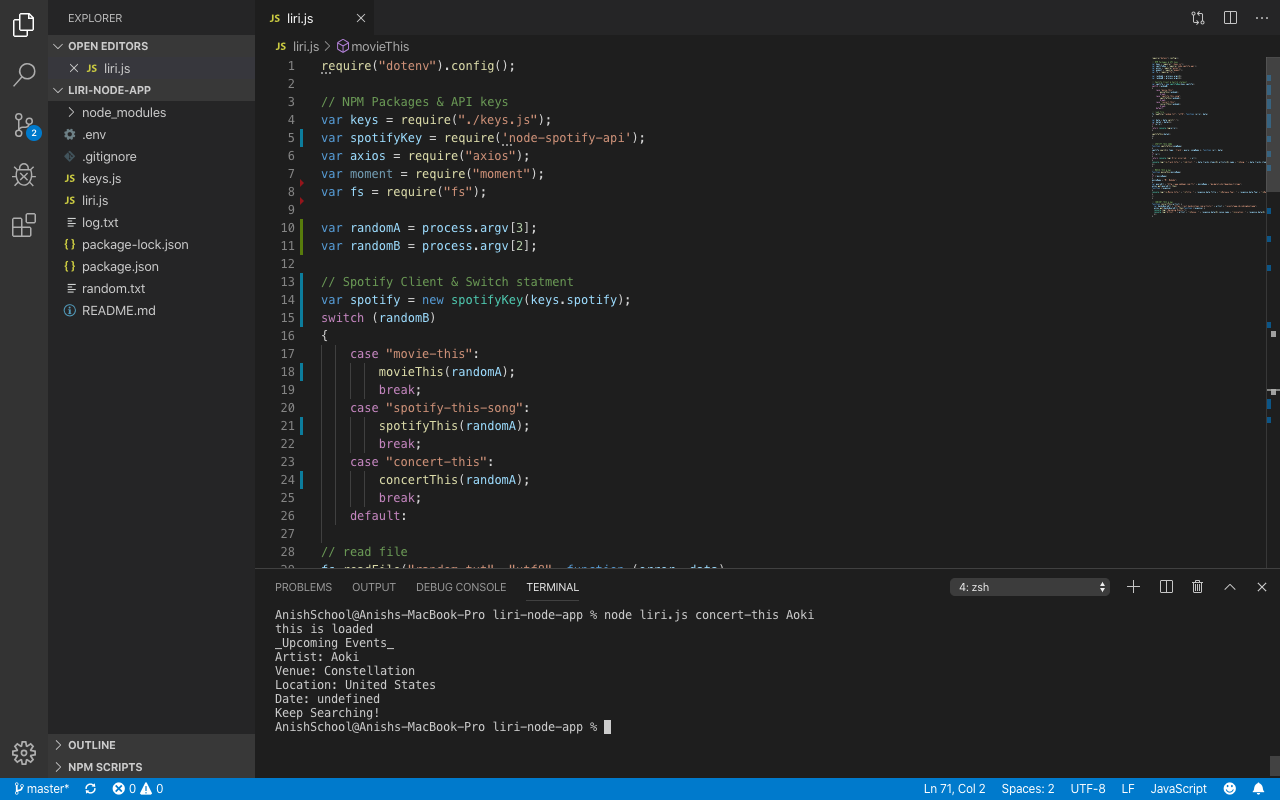 EXPLORER
OPEN EDITORS
JS liri.js
LIRI-NODE-APP
node_modules
.env
.gitignore
JS keys.js
JS liri.js
log.txt
{} package-lock.json
{} package.json
random.txt
README.md
OUTLINE
NPM SCRIPTS
2
JS liri.js
JS liri.js > movieThis
1 require("dotenv").config();
2
3 // NPM Packages & API keys
4 var keys = require("./keys.js");
5 var spotifyKey = require('node-spotify-api');
6 var axios = require("axios");
7 var moment = require("moment");
8 var fs = require("fs");
9
10 var randomA = process.argv[3];
11 var randomB = process.argv[2];
12
13 // Spotify Client & Switch statment
14 var spotify = new spotifyKey(keys.spotify);
15 switch (randomB)
16 {
17 case "movie-this":
18 movieThis(randomA);
19 break;
20 case "spotify-this-song":
21 spotifyThis(randomA);
22 break;
23 case "concert-this":
24 concertThis(randomA);
25 break;
26 default:
27
28 // read file
29 fs.readFile("random.txt", "utf8", function (error, data)
PROBLEMS OUTPUT DEBUG CONSOLE TERMINAL 4: zsh
AnishSchool@Anishs-MacBook-Pro liri-node-app % node liri.js concert-this Aoki
this is loaded
_Upcoming Events_
Artist: Aoki
Venue: Constellation
Location: United States
Date: undefined
Keep Searching!
AnishSchool@Anishs-MacBook-Pro liri-node-app %
master* 0 0 Ln 71, Col 2 Spaces: 2 UTF-8 LF JavaScript